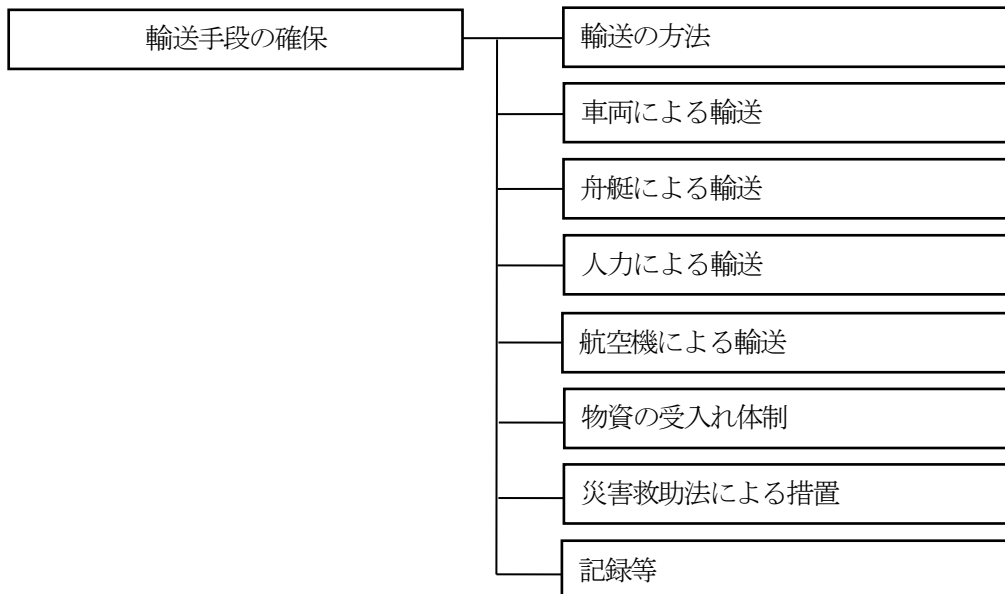 輸送手段の確保
輸送の方法
車両による輸送
舟艇による輸送
人力による輸送
航空機による輸送
物資の受入れ体制
災害救助法による措置
記録等